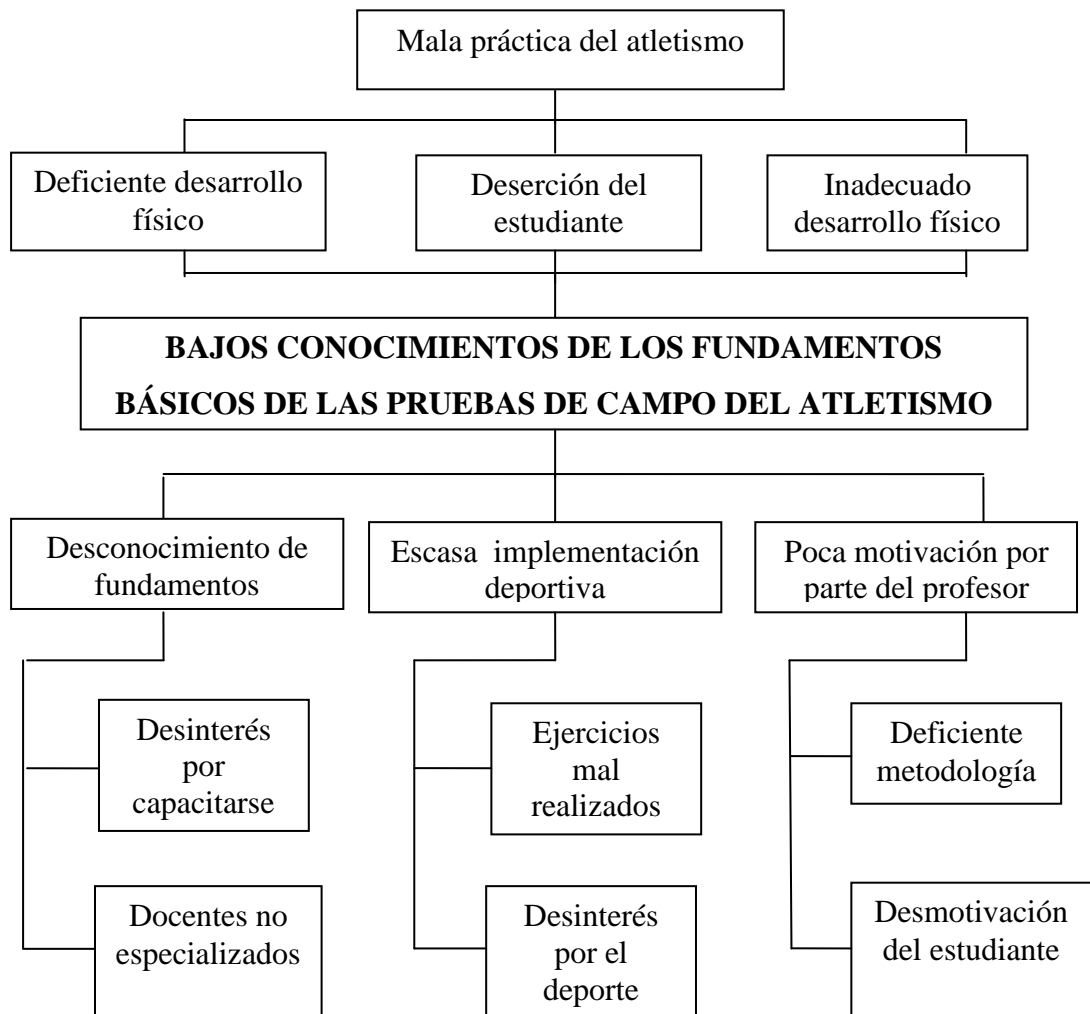 Mala práctica del atletismo
Deficiente desarrollo
físico
Deserción del
estudiante
Inadecuado
desarrollo físico
BAJOS CONOCIMIENTOS DE LOS FUNDAMENTOS
BÁSICOS DE LAS PRUEBAS DE CAMPO DEL ATLETISMO
Desconocimiento de
fundamentos
Escasa implementación
deportiva
Poca motivación por
parte del profesor
Desinterés
por
capacitarse
Ejercicios
mal
realizados
Deficiente
metodología
Docentes no
especializados
Desinterés
por el
deporte
Desmotivación
del estudiante